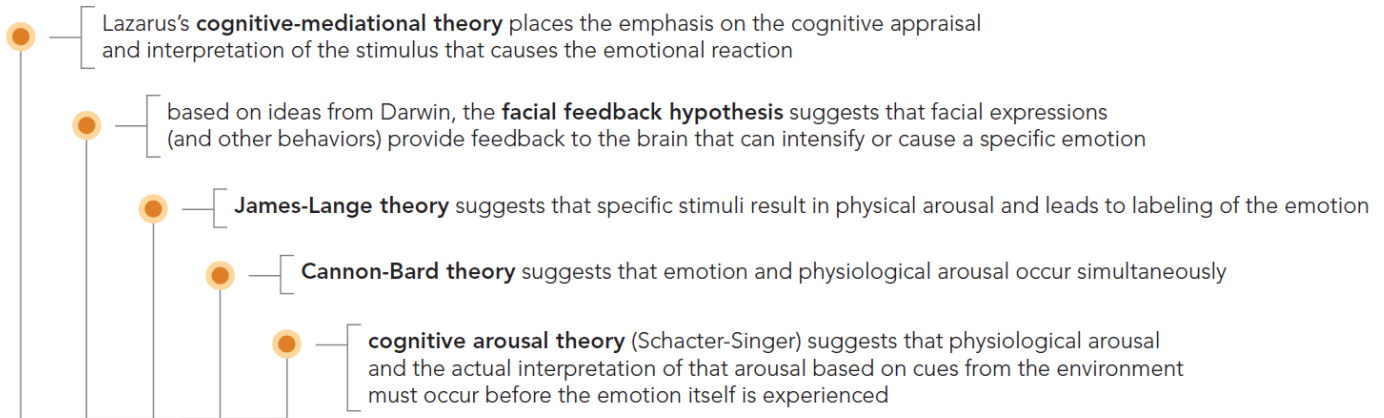 Lazarus's cognitive-mediational theory places the emphasis on the cognitive appraisal
and interpretation of the stimulus that causes the emotional reaction
based on ideas from Darwin, the facial feedback hypothesis suggests that facial expressions
(and other behaviors) provide feedback to the brain that can intensify or cause a specific emotion
James-Lange theory suggests that specific stimuli result in physical arousal and leads to labeling of the emotion
Cannon-Bard theory suggests that emotion and physiological arousal occur simultaneously
cognitive arousal theory (Schacter-Singer) suggests that physiological arousal
and the actual interpretation of that arousal based on cues from the environment
must occur before the emotion itself is experienced